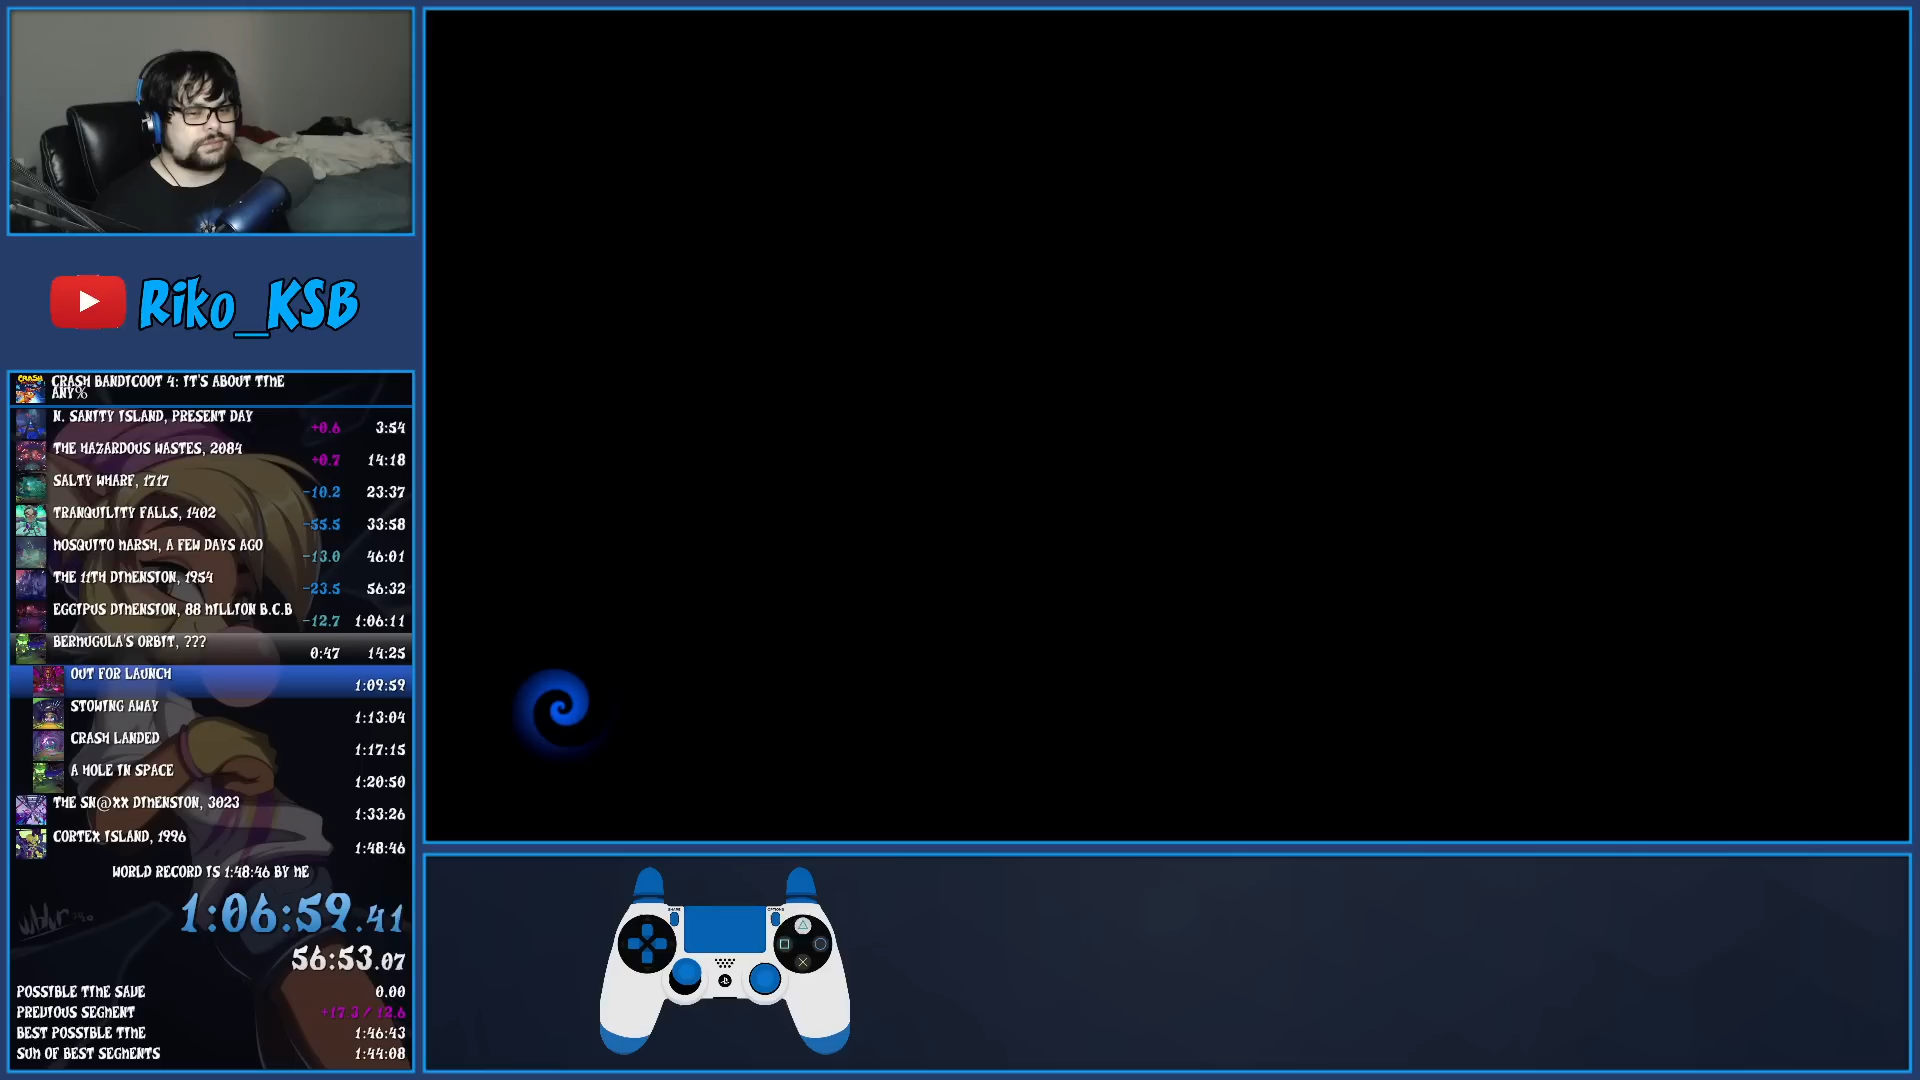 Riko_KSB
CRASH BANDICOOT 4: IT'S ABOUT TIME
ANY%
N. SANITY ISLAND, PRESENT DAY +0.6 3:54
THE HAZARDOUS WASTES, 2084 +0.7 14:18
SALTY WHARF, 1717 -10.2 23:37
TRANQUILITY FALLS, 1402 -55.5 33:58
MOSQUITO MARSH, A FEW DAYS AGO -13.0 46:01
THE 11TH DIMENSION, 1954 -23.5 56:32
EGGIPUS DIMENSION, 88 MILLION B.C.B -12.7 1:06:11
BERMUGULA'S ORBIT, ??? 0:47 14:25
OUT FOR LAUNCH 1:09:59
STOWING AWAY 1:13:04
CRASH LANDED 1:17:15
A HOLE IN SPACE 1:20:50
THE SN@XX DIMENSION, 3023 1:33:26
CORTEX ISLAND, 1996 1:48:46
WORLD RECORD IS 1:48:46 BY ME
1:06:59.41
56:53.07
POSSIBLE TIME SAVE 0.00
PREVIOUS SEGMENT +17.3 / 12.6
BEST POSSIBLE TIME 1:46:43
SUM OF BEST SEGMENTS 1:44:08